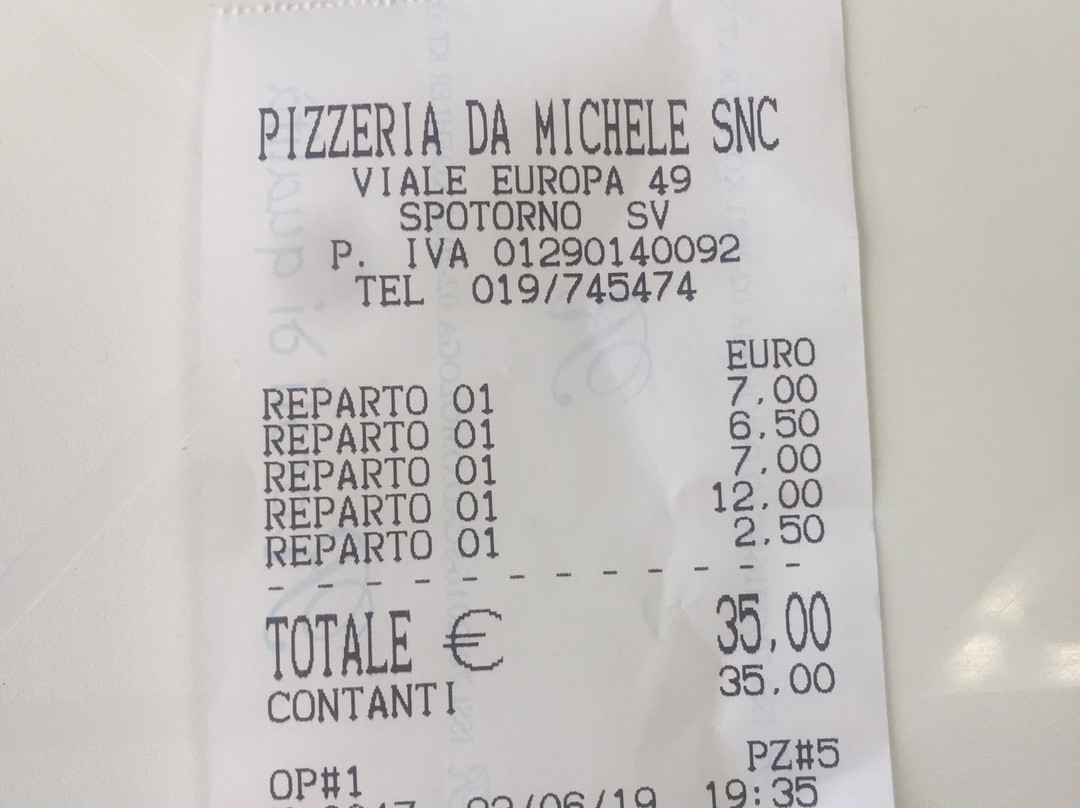 PIZZERIA DA MICHELE SNC
VIALE EUROPA 49
SPOTORNO SV
P. IVA 01290140092
TEL 019/745474
EURO
REPARTO 01 7,00
REPARTO 01 6,50
REPARTO 01 7,00
REPARTO 01 12,00
REPARTO 01 2,50
TOTALE € 35,00
CONTANTI 35,00
PZ#5
OP#1
/06/19 19:35